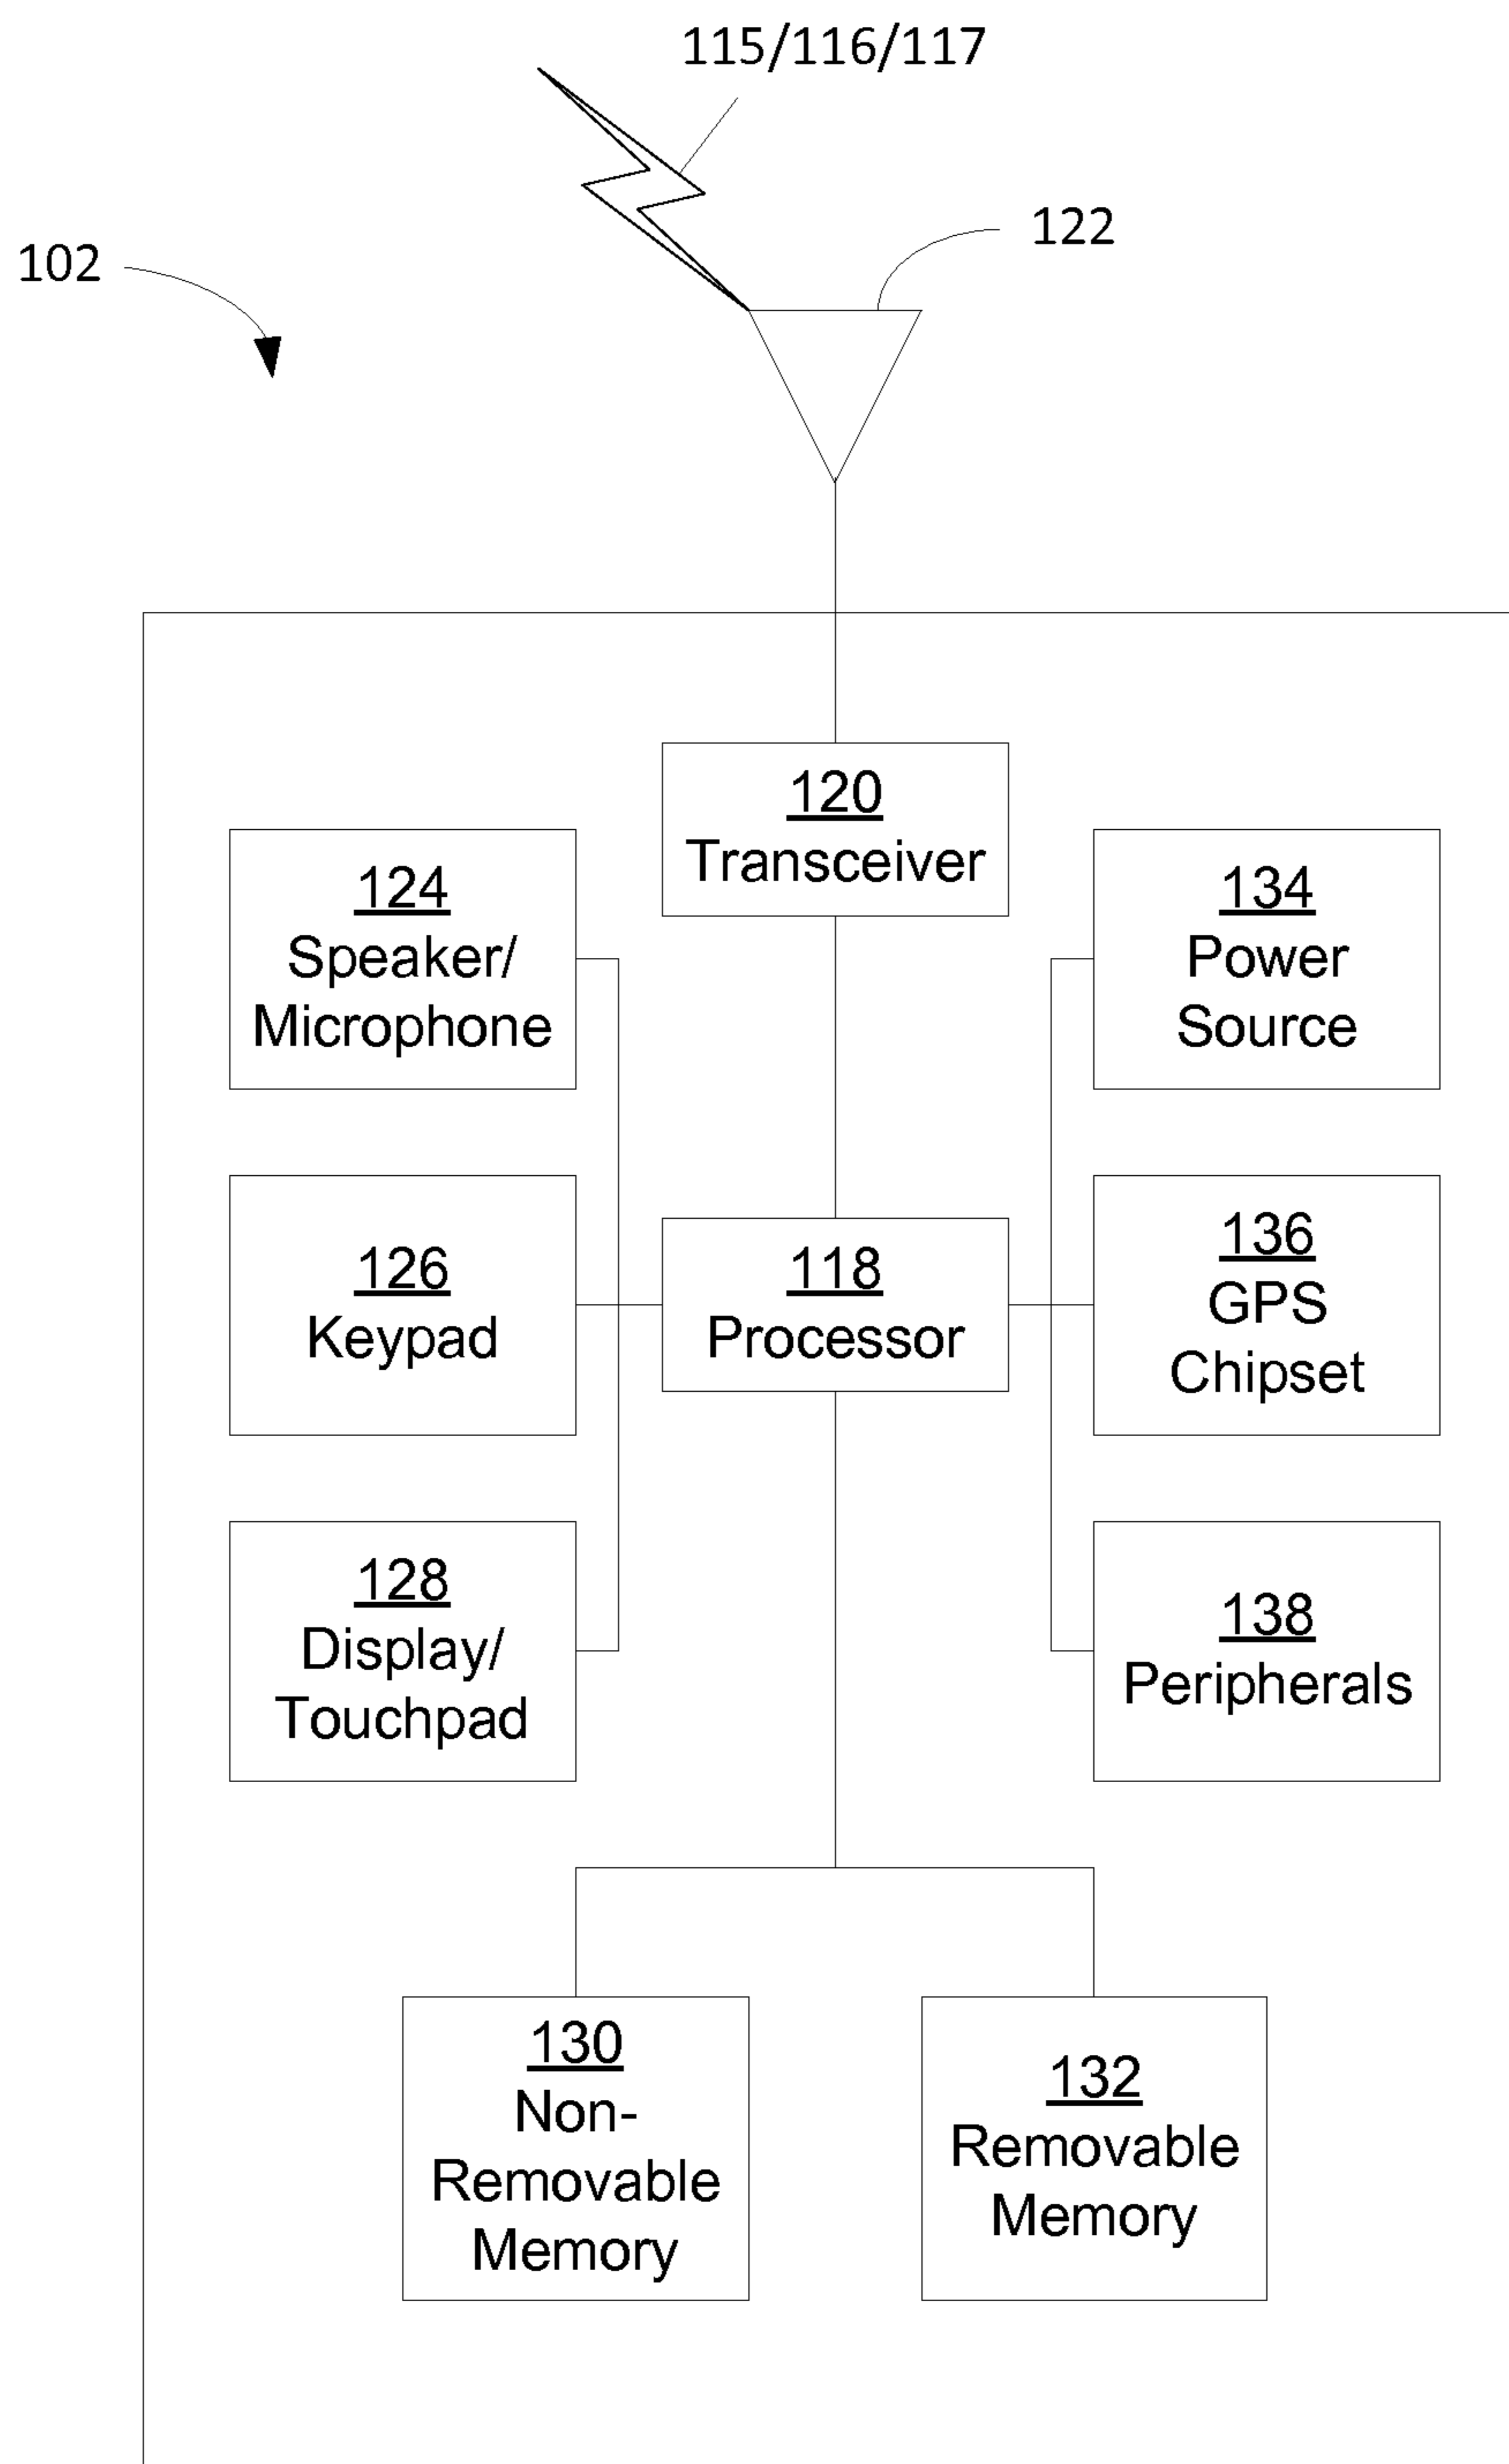 115/116/117
122
102
120
Transceiver
124
Speaker/
Microphone
134
Power
Source
126
Keypad
118
Processor
136
GPS
Chipset
128
Display/
Touchpad
138
Peripherals
130
Non-
Removable
Memory
132
Removable
Memory